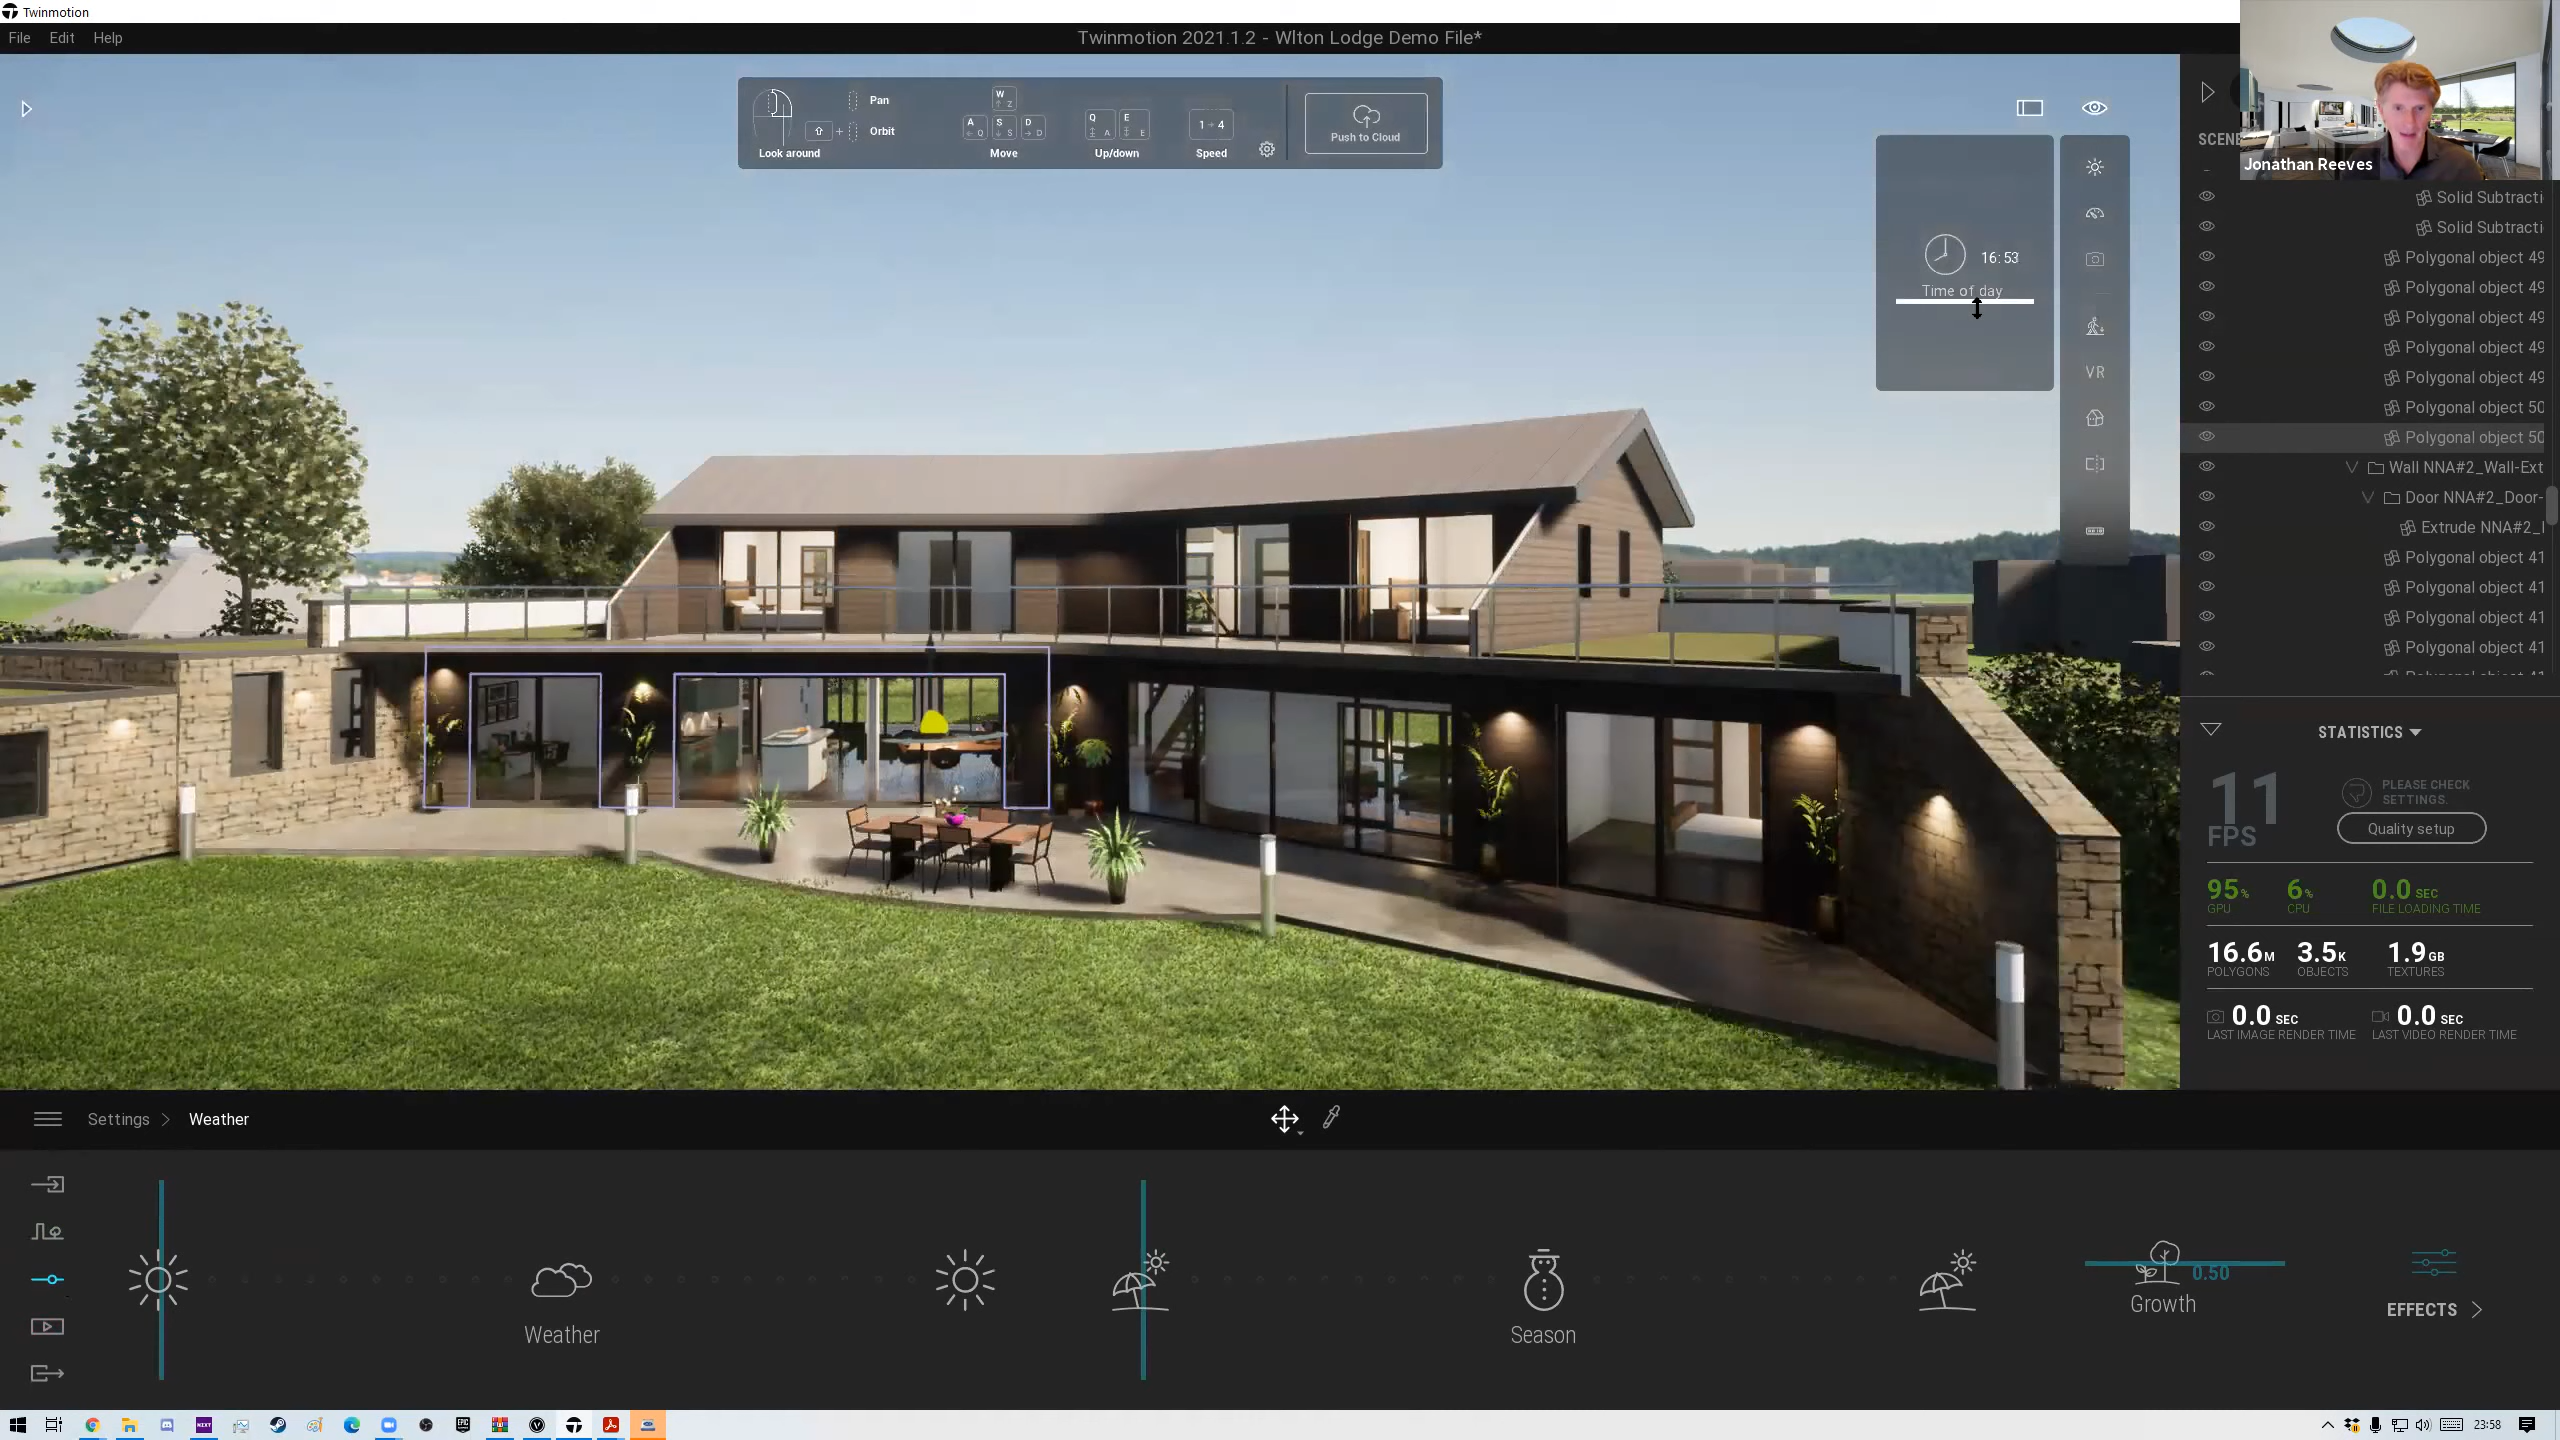 Twinmotion
File Edit Help
Twinmotion 2021.1.2 - Wlton Lodge Demo File*
Look around
Pan
Orbit
W
Z
A
Q
S
S
D
D
Move
Q
A
E
E
Up/down
1 - 4
Speed
Push to Cloud
16:53
Time of day
VR
SCENE
Jonathan Reeves
Solid Subtracti
Solid Subtracti
Polygonal object 49
Polygonal object 49
Polygonal object 49
Polygonal object 49
Polygonal object 49
Polygonal object 50
Polygonal object 50
Wall NNA#2_Wall-Ext
Door NNA#2_Door-
Extrude NNA#2_
Polygonal object 41
Polygonal object 41
Polygonal object 41
Polygonal object 41
STATISTICS
11
FPS
PLEASE CHECK
SETTINGS.
Quality setup
95 % 6 % 0.0 SEC
GPU CPU FILE LOADING TIME
16.6M 3.5K 1.9GB
POLYGONS OBJECTS TEXTURES
0.0 SEC 0.0 SEC
LAST IMAGE RENDER TIME LAST VIDEO RENDER TIME
Settings > Weather
Weather
Season
0.50
Growth
EFFECTS
NXT
EPIC
23:58